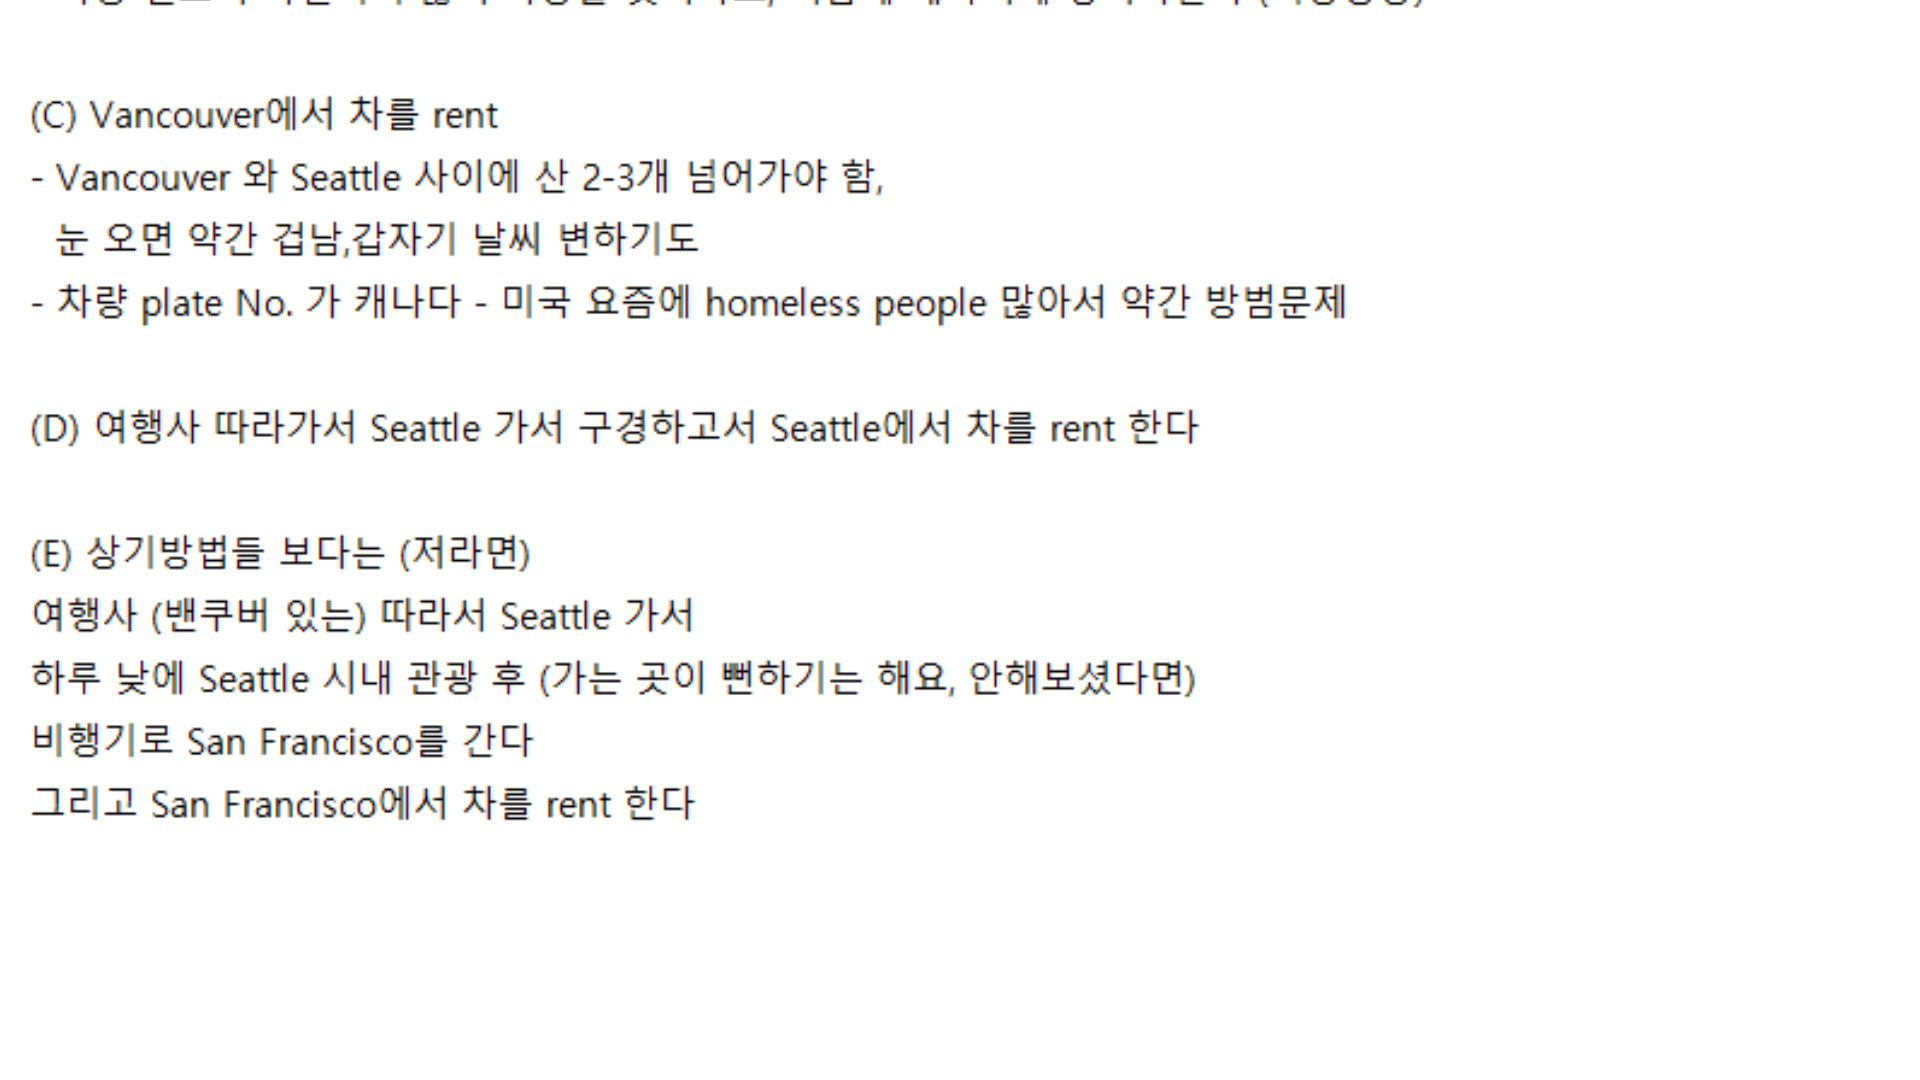 (C) Vancouver에서 차를 rent
- Vancouver 와 Seattle 사이에 산 2-3개 넘어가야 함,
눈 오면 약간 겁남,갑자기 날씨 변하기도
- 차량 plate No. 가 캐나다 - 미국 요즘에 homeless people 많아서 약간 방범문제
(D) 여행사 따라가서 Seattle 가서 구경하고서 Seattle에서 차를 rent 한다
(E) 상기방법들 보다는 (저라면)
여행사 (밴쿠버 있는) 따라서 Seattle 가서
하루 낮에 Seattle 시내 관광 후 (가는 곳이 뻔하기는 해요, 안해보셨다면)
비행기로 San Francisco를 간다
그리고 San Francisco에서 차를 rent 한다